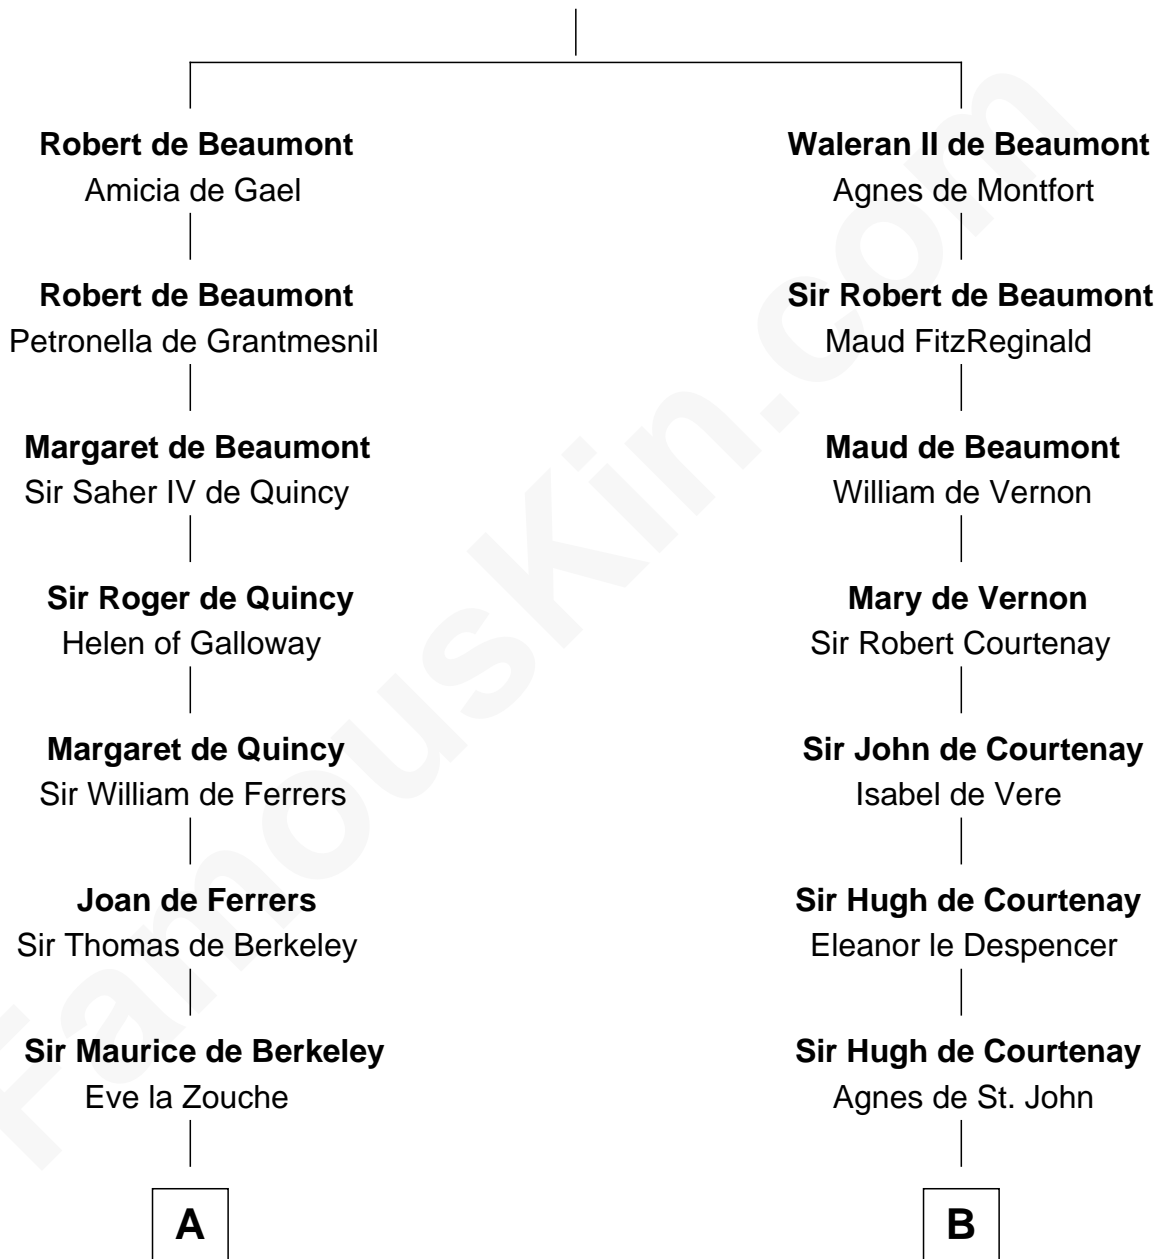 Robert de Beaumont
Amicia de Gael
Robert de Beaumont
Petronella de Grantmesnil
Margaret de Beaumont
Sir Saher IV de Quincy
Sir Roger de Quincy
Helen of Galloway
Margaret de Quincy
Sir William de Ferrers
Joan de Ferrers
Sir Thomas de Berkeley
Sir Maurice de Berkeley
Eve la Zouche
A
Waleran II de Beaumont
Agnes de Montfort
Sir Robert de Beaumont
Maud FitzReginald
Maud de Beaumont
William de Vernon
Mary de Vernon
Sir Robert Courtenay
Sir John de Courtenay
Isabel de Vere
Sir Hugh de Courtenay
Eleanor le Despencer
Sir Hugh de Courtenay
Agnes de St. John
B
FamousKin.com